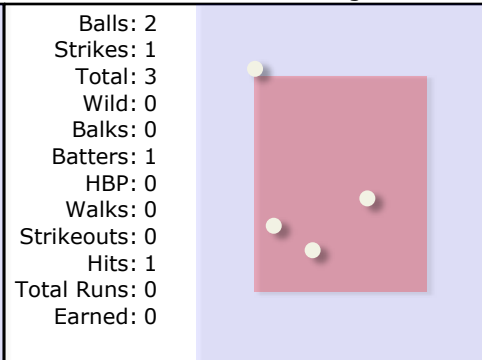 Balls: 2
Strikes: 1
Total: 3
Wild: 0
Balks: 0
Batters: 1
HBP: 0
Walks: 0
Strikeouts: 0
Hits: 1
Total Runs: 0
Earned: 0